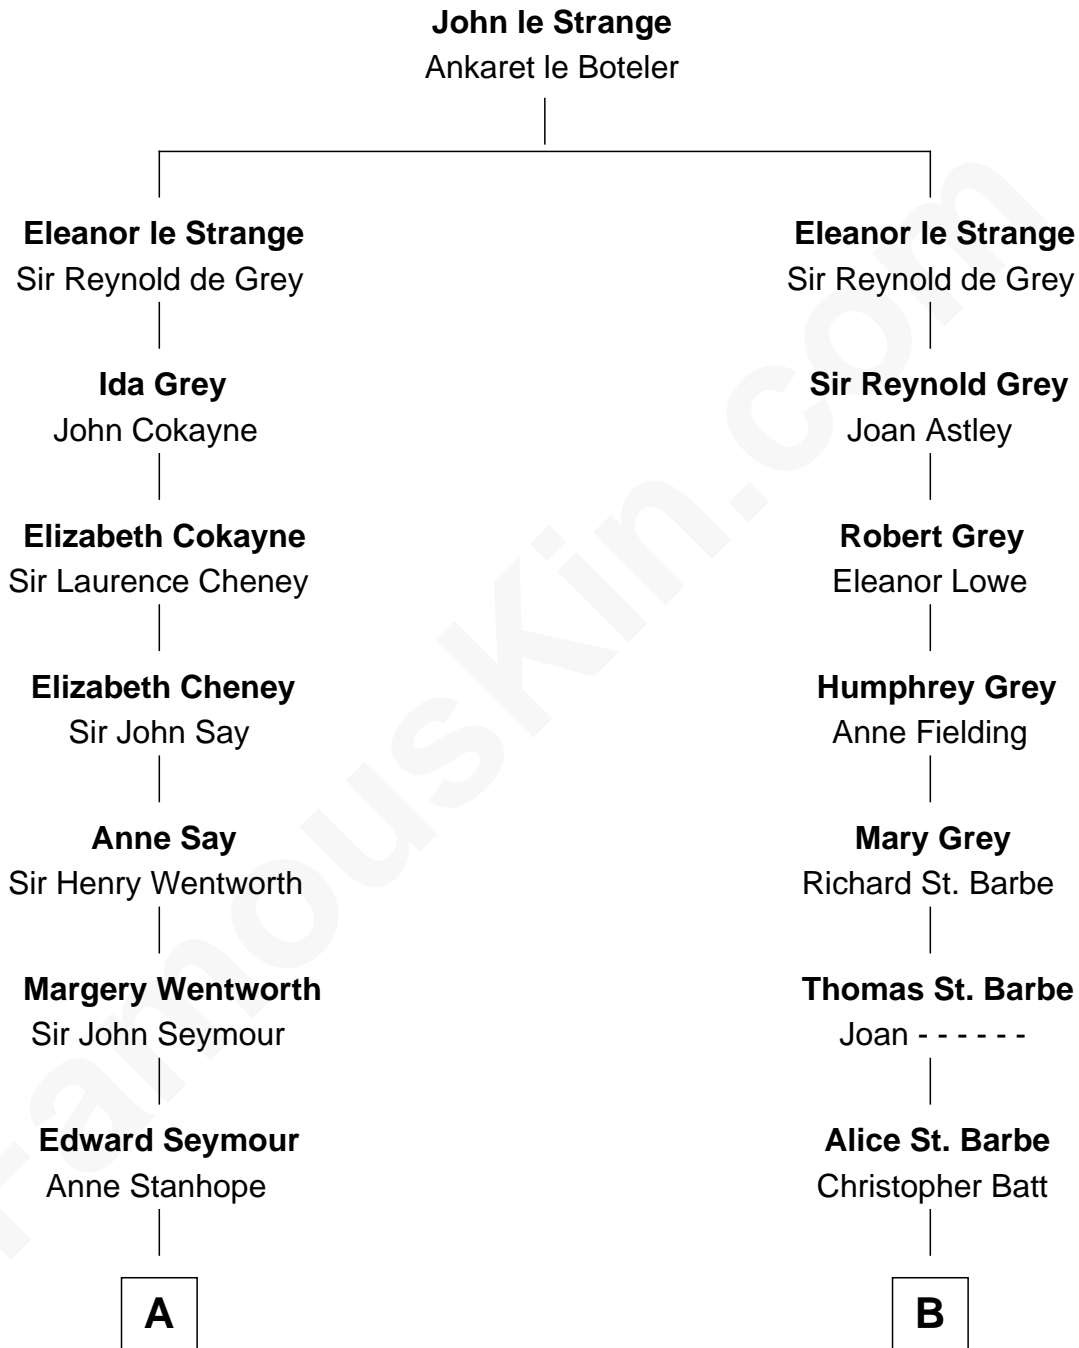 John le Strange
Ankaret le Boteler
Eleanor le Strange
Sir Reynold de Grey
Eleanor le Strange
Sir Reynold de Grey
Ida Grey
John Cokayne
Sir Reynold Grey
Joan Astley
Elizabeth Cokayne
Sir Laurence Cheney
Robert Grey
Eleanor Lowe
Elizabeth Cheney
Sir John Say
Humphrey Grey
Anne Fielding
Anne Say
Sir Henry Wentworth
Mary Grey
Richard St. Barbe
Margery Wentworth
Sir John Seymour
Thomas St. Barbe
Joan - - - - - -
Edward Seymour
Anne Stanhope
Alice St. Barbe
Christopher Batt
A
B
FamousKin.com